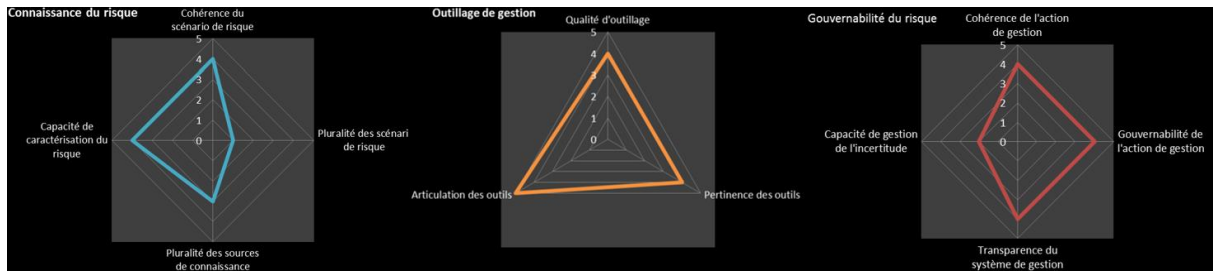 Connaissance du risque
Cohérence du
scénario de risque
5
4
3
2
1
0
Capacité de
caractérisation du
risque
Pluralité des scénari
de risque
Pluralité des sources
de connaissance
Outillage de gestion
Qualité d'outillage
5
4
3
2
1
0
Articulation des outils
Pertinence des outils
Gouvernabilité du risque
Cohérence de l'action
de gestion
5
4
3
2
1
0
Capacité de gestion
de l'incertitude
Gouvernabilité de
l'action de gestion
Transparence du
système de gestion